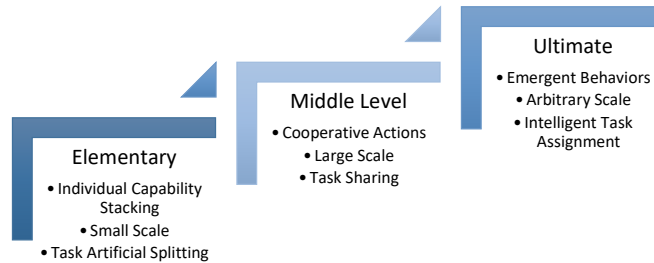 Elementary
• Individual Capability
Stacking
• Small Scale
• Task Artificial Splitting
Middle Level
• Cooperative Actions
• Large Scale
• Task Sharing
Ultimate
• Emergent Behaviors
• Arbitrary Scale
• Intelligent Task
Assignment